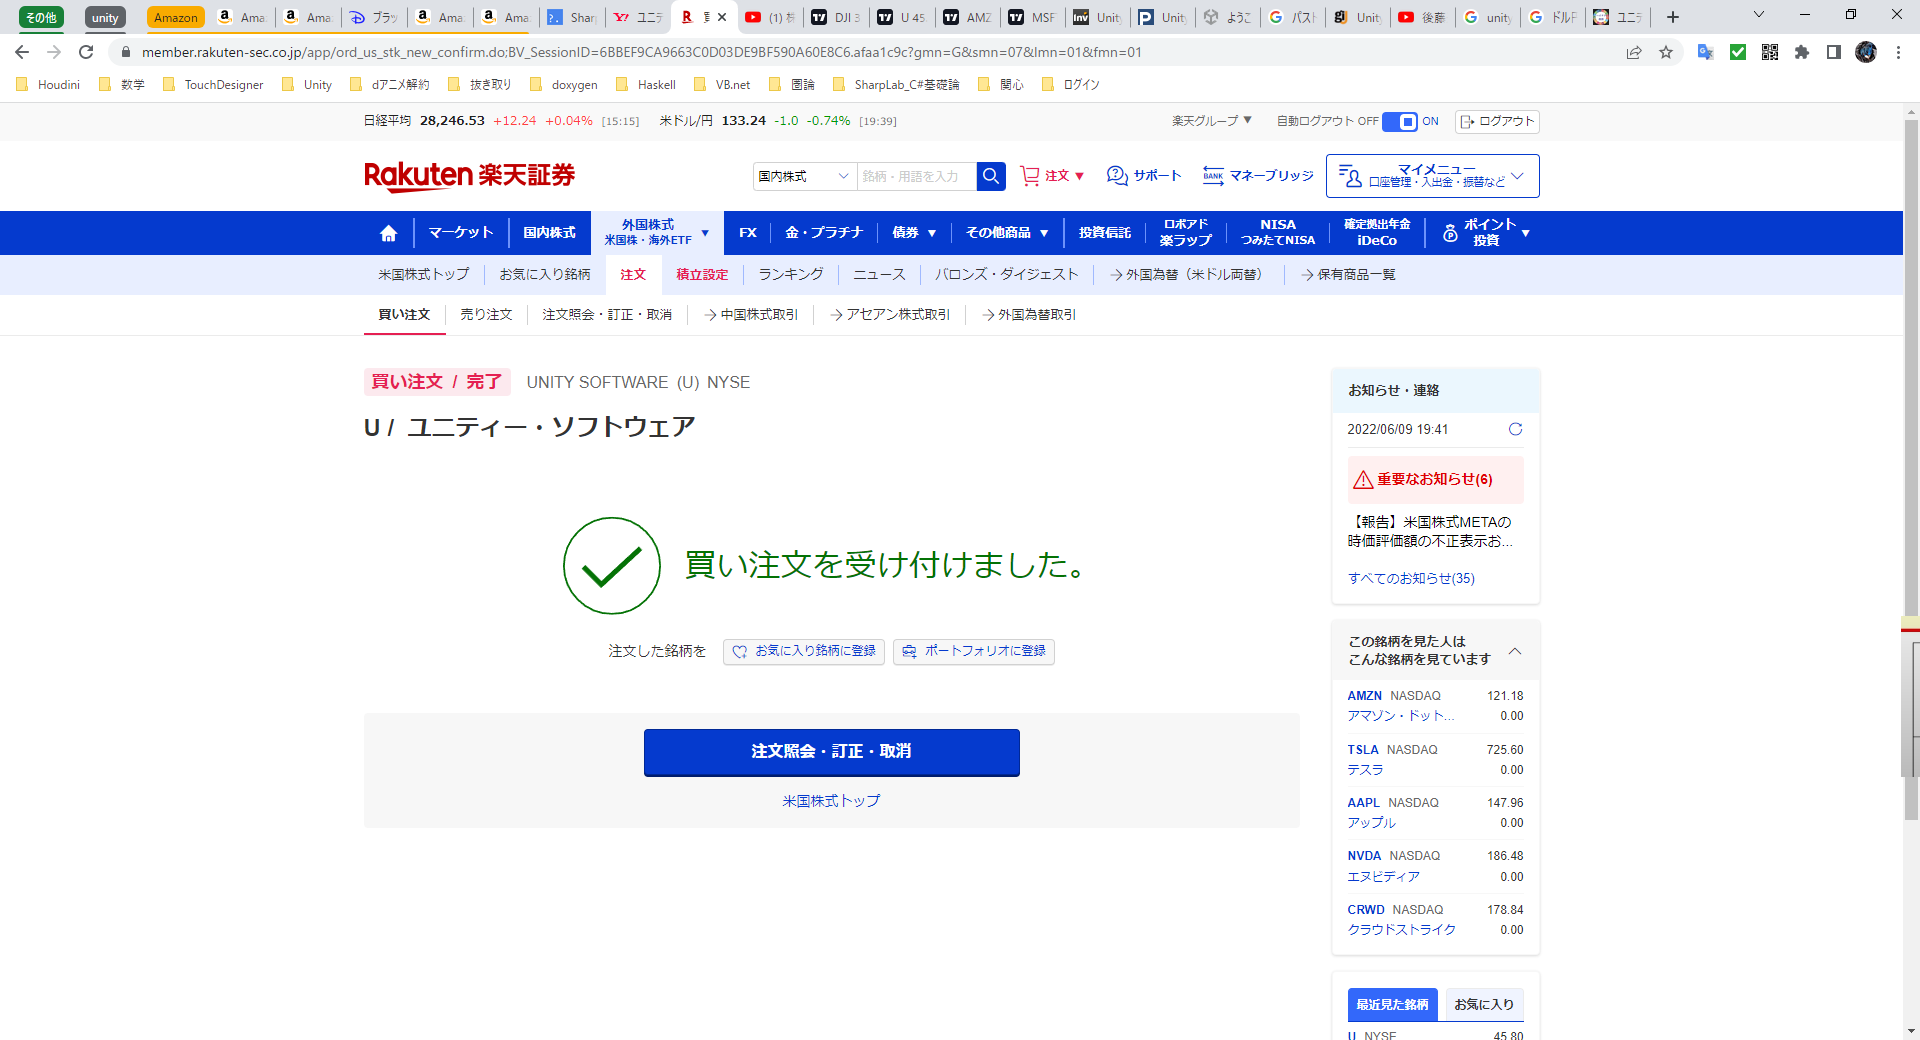 その他 unity Amazon Ama: Ama: ブラッ Ama: Ama: Shar ユニテ (1) 株 DJI 3 U 45. AMZ MSF Unity Unity ようこ パスト Unity 後藤 unity ドルF ユニテ
member.rakuten-sec.co.jp/app/ord_us_stk_new_confirm.do;BV_SessionID=6BBEF9CA9663C0D03DE9BF590A60E8C6.afaa1c9c?gmn=G&smn=07&lmn=01&fmn=01
Houdini 数学 TouchDesigner Unity dアニメ解約 抜き取り doxygen Haskell VB.net 圏論 SharpLab_C#基礎論 関心 ログイン
日経平均 28,246.53 +12.24 +0.04% [15:15] 米ドル/円 133.24 -1.0 -0.74% [19:39] 楽天グループ ▼ 自動ログアウト OFF ON ログアウト
Rakuten 楽天証券 国内株式 銘柄・用語を入力 注文 ▼ サポート BANK マネーブリッジ マイメニュー
口座管理・入出金・振替など
マーケット 国内株式 外国株式 米国株・海外ETF ▼ FX 金・プラチナ 債券 ▼ その他商品 ▼ 投資信託 ロボアド 楽ラップ NISA つみたてNISA 確定拠出年金 iDeCo ポイント 投資 ▼
米国株式トップ お気に入り銘柄 注文 積立設定 ランキング ニュース バロンズ・ダイジェスト →外国為替（米ドル両替） →保有商品一覧
買い注文 売り注文 注文照会・訂正・取消 →中国株式取引 →アセアン株式取引 →外国為替取引
買い注文 / 完了 UNITY SOFTWARE (U) NYSE
U / ユニティー・ソフトウェア
買い注文を受け付けました。
注文した銘柄を お気に入り銘柄に登録 ポートフォリオに登録
注文照会・訂正・取消
米国株式トップ
お知らせ・連絡
2022/06/09 19:41
重要なお知らせ(6)
【報告】米国株式METAの
時価評価額の不正表示お...
すべてのお知らせ(35)
この銘柄を見た人は
こんな銘柄を見ています
AMZN NASDAQ 121.18
アマゾン・ドット... 0.00
TSLA NASDAQ 725.60
テスラ 0.00
AAPL NASDAQ 147.96
アップル 0.00
NVDA NASDAQ 186.48
エヌビディア 0.00
CRWD NASDAQ 178.84
クラウドストライク 0.00
最近見た銘柄 お気に入り
U NYSE 45.80